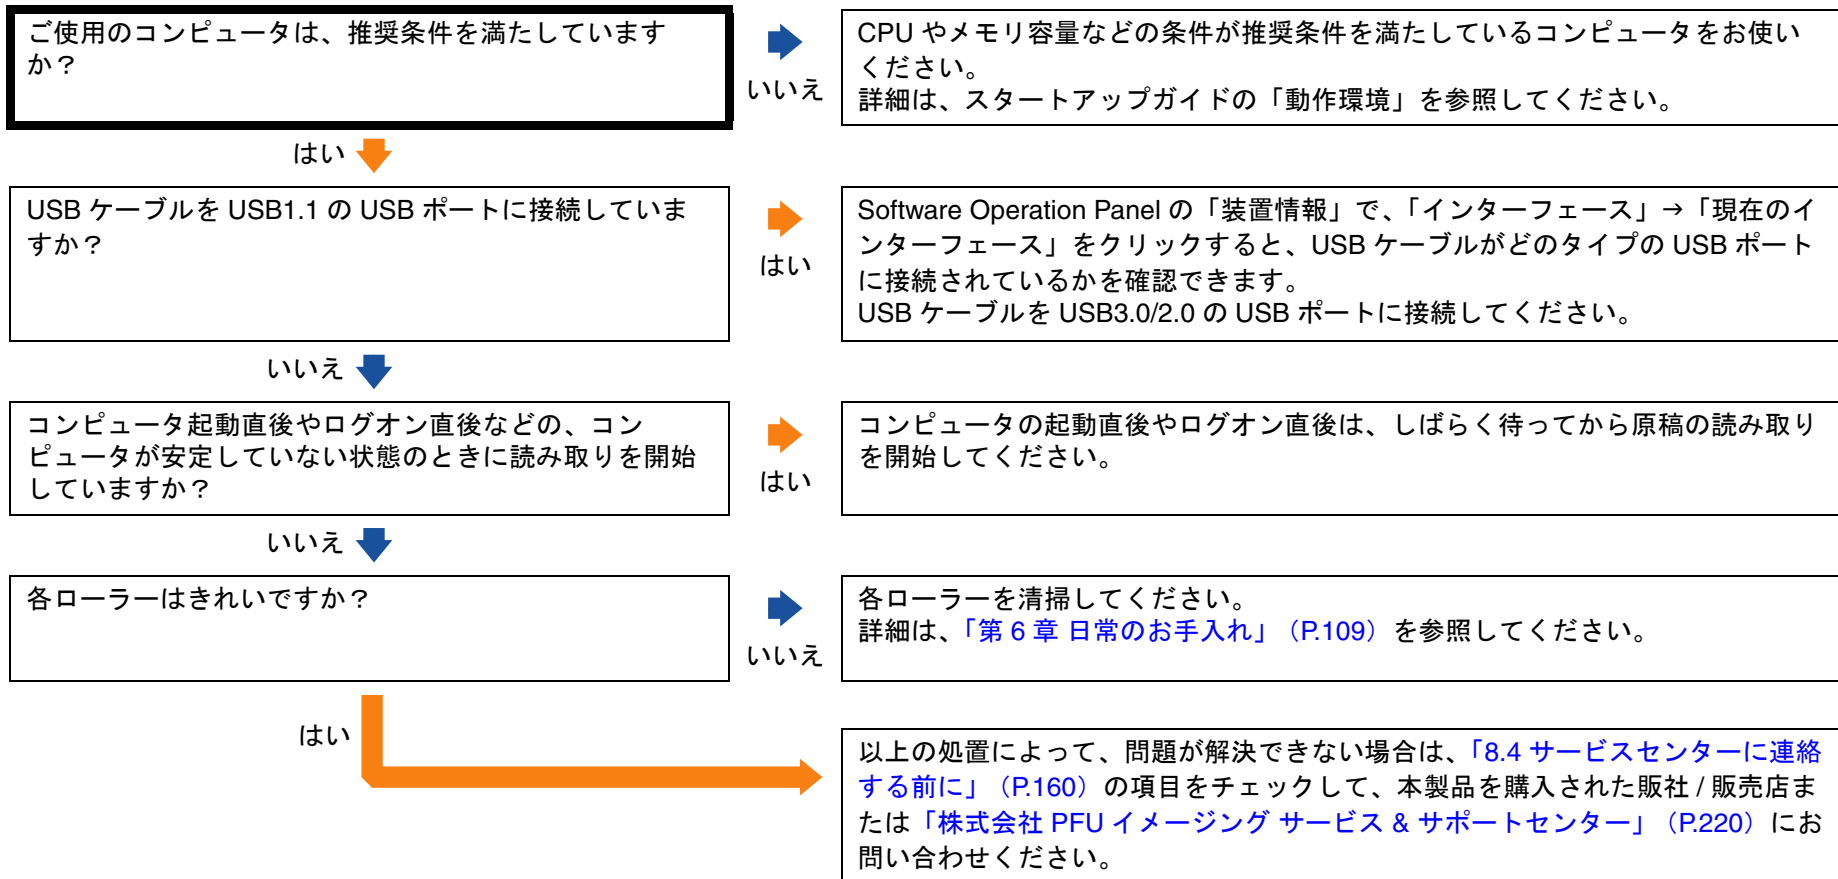 ご使用のコンピュータは、推奨条件を満たしています
か？
いいえ
CPU やメモリ容量などの条件が推奨条件を満たしているコンピュータをお使い
ください。
詳細は、スタートアップガイドの「動作環境」を参照してください。
はい
USB ケーブルを USB1.1 の USB ポートに接続していま
すか？
はい
Software Operation Panel の「装置情報」で、「インターフェース」→「現在のイ
ンターフェース」をクリックすると、USB ケーブルがどのタイプの USB ポート
に接続されているかを確認できます。
USB ケーブルを USB3.0/2.0 の USB ポートに接続してください。
いいえ
コンピュータ起動直後やログオン直後などの、コン
ピュータが安定していない状態のときに読み取りを開始
していますか？
はい
コンピュータの起動直後やログオン直後は、しばらく待ってから原稿の読み取り
を開始してください。
いいえ
各ローラーはきれいですか？
いいえ
各ローラーを清掃してください。
詳細は、「第 6 章 日常のお手入れ」（P.109）を参照してください。
はい
以上の処置によって、問題が解決できない場合は、「8.4 サービスセンターに連絡
する前に」（P.160）の項目をチェックして、本製品を購入された販社 / 販売店ま
たは「株式会社 PFU イメージング サービス & サポートセンター」（P.220）にお
問い合わせください。